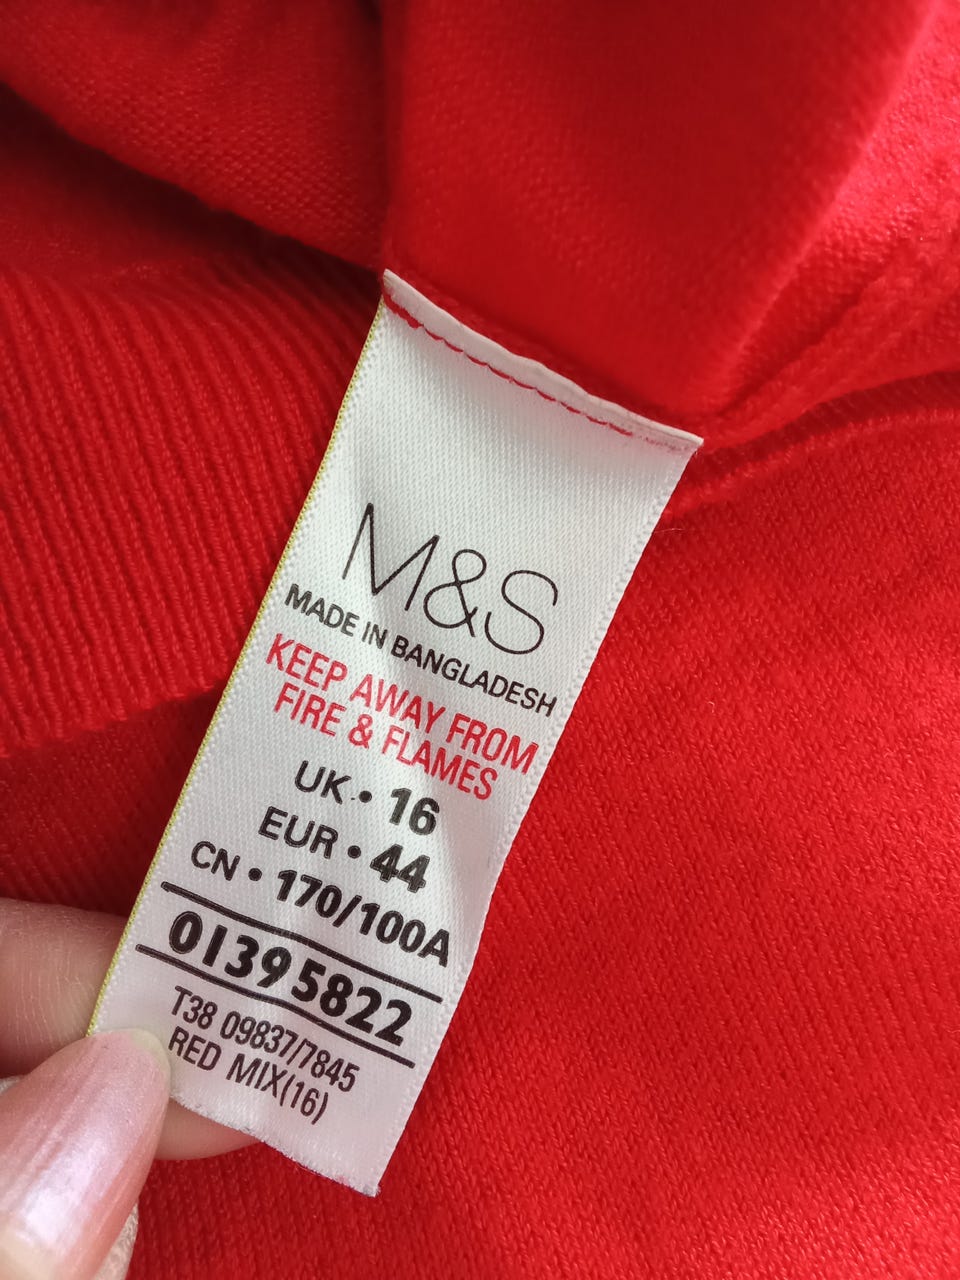 M&S
MADE IN BANGLADESH
KEEP AWAY FROM
FIRE & FLAMES
UK • 16
EUR • 44
CN • 170/100A
01395822
T38 09837/7845
RED MIX(16)